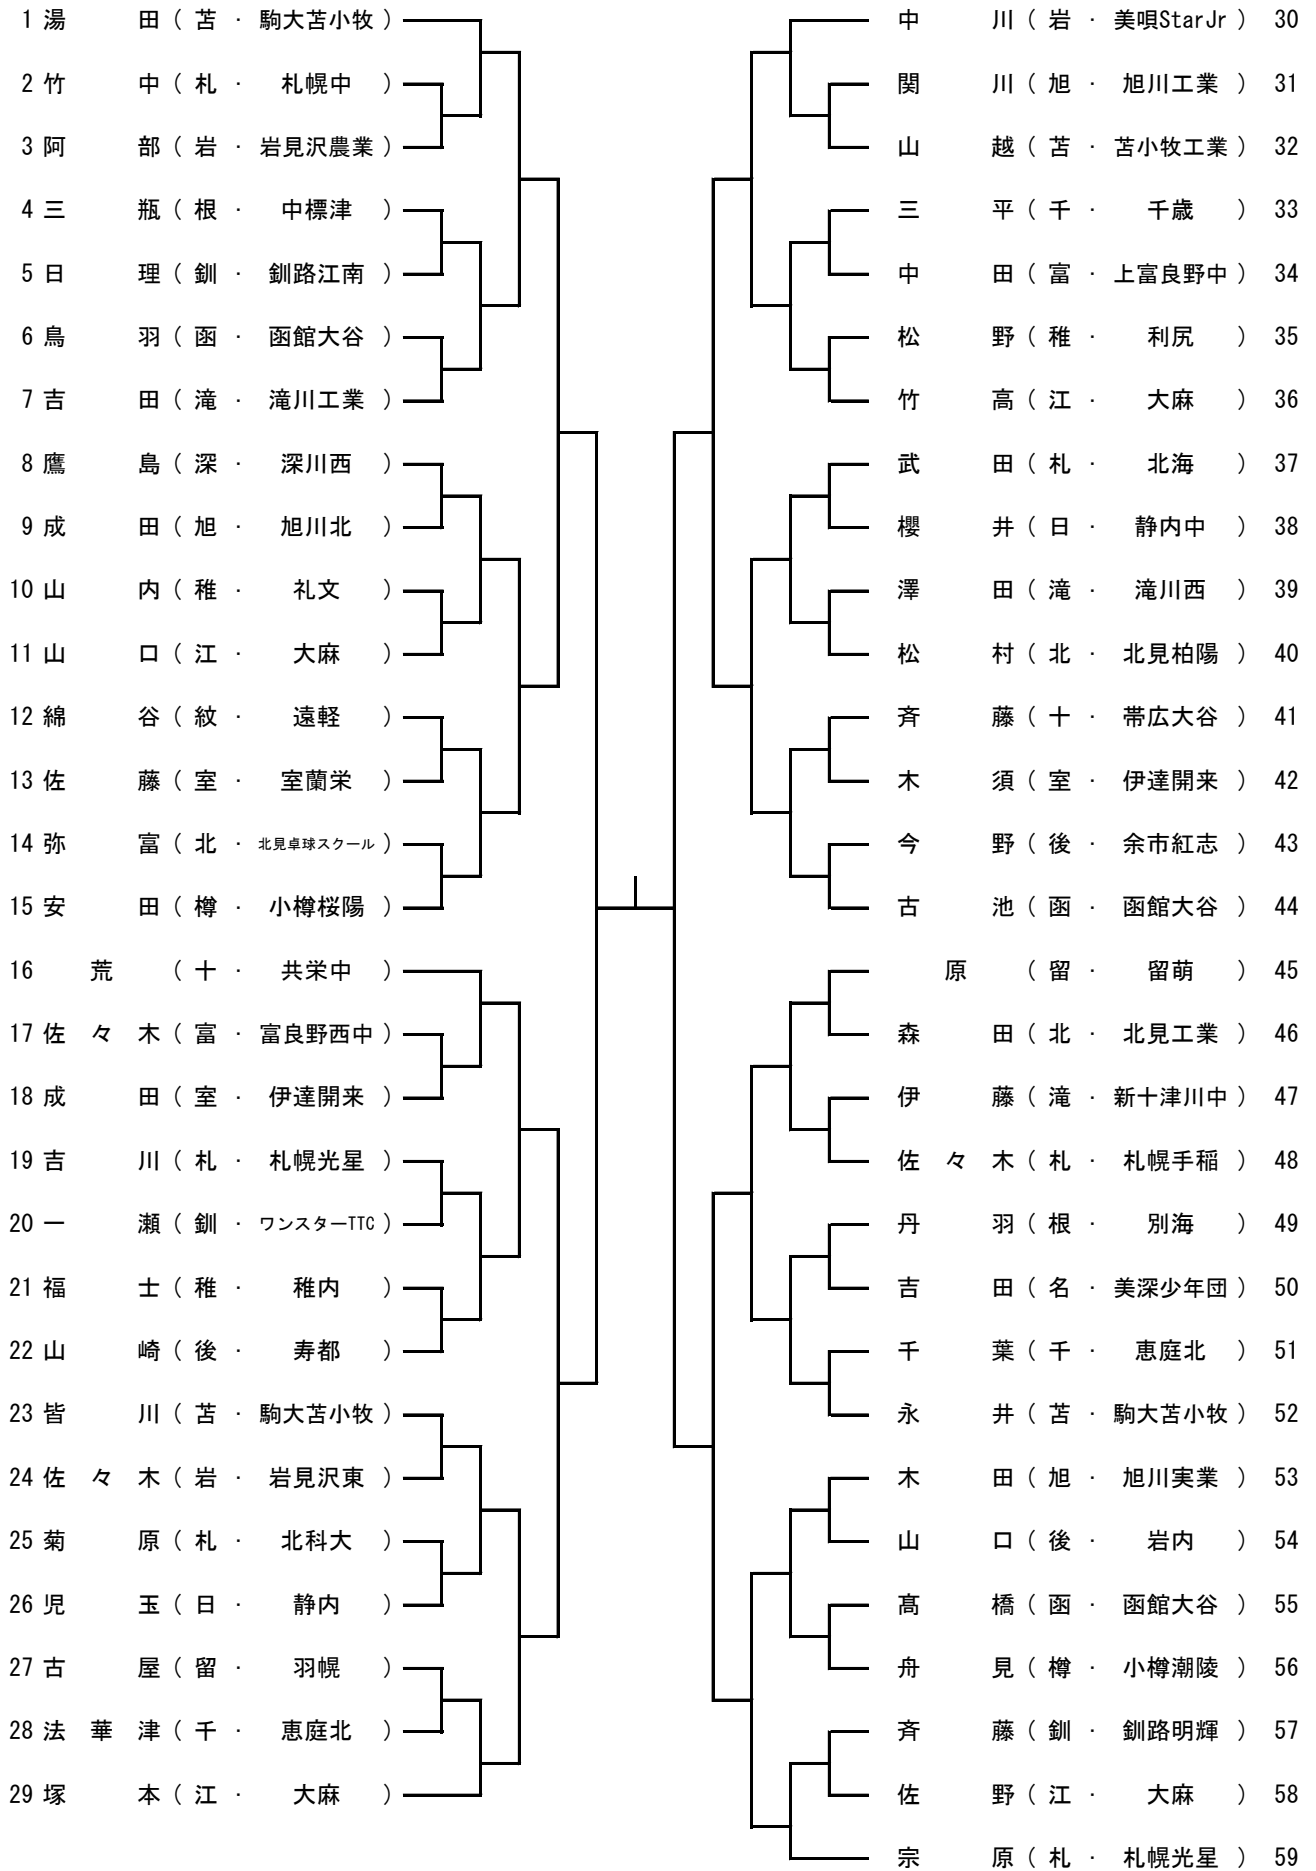 1 湯 田 ( 苫 · 駒大苫小牧 )
2 竹 中 ( 札 · 札幌中 )
3 阿 部 ( 岩 · 岩見沢農業 )
4 三 瓶 ( 根 · 中標津 )
5 日 理 ( 釧 · 釧路江南 )
6 鳥 羽 ( 函 · 函館大谷 )
7 吉 田 ( 滝 · 滝川工業 )
8 鷹 島 ( 深 · 深川西 )
9 成 田 ( 旭 · 旭川北 )
10 山 内 ( 稚 · 礼文 )
11 山 口 ( 江 · 大麻 )
12 綿 谷 ( 紋 · 遠軽 )
13 佐 藤 ( 室 · 室蘭栄 )
14 弥 富 ( 北 · 北見卓球スクール )
15 安 田 ( 樽 · 小樽桜陽 )
16 荒 ( 十 · 共栄中 )
17 佐 々 木 ( 富 · 富良野西中 )
18 成 田 ( 室 · 伊達開来 )
19 吉 川 ( 札 · 札幌光星 )
20 一 瀬 ( 釧 · ワンスターTTC )
21 福 士 ( 稚 · 稚内 )
22 山 崎 ( 後 · 寿都 )
23 皆 川 ( 苫 · 駒大苫小牧 )
24 佐 々 木 ( 岩 · 岩見沢東 )
25 菊 原 ( 札 · 北科大 )
26 児 玉 ( 日 · 静内 )
27 古 屋 ( 留 · 羽幌 )
28 法 華 津 ( 千 · 恵庭北 )
29 塚 本 ( 江 · 大麻 )
中 川 ( 岩 · 美唄StarJr ) 30
関 川 ( 旭 · 旭川工業 ) 31
山 越 ( 苫 · 苫小牧工業 ) 32
三 平 ( 千 · 千歳 ) 33
中 田 ( 富 · 上富良野中 ) 34
松 野 ( 稚 · 利尻 ) 35
竹 高 ( 江 · 大麻 ) 36
武 田 ( 札 · 北海 ) 37
櫻 井 ( 日 · 静内中 ) 38
澤 田 ( 滝 · 滝川西 ) 39
松 村 ( 北 · 北見柏陽 ) 40
斉 藤 ( 十 · 帯広大谷 ) 41
木 須 ( 室 · 伊達開来 ) 42
今 野 ( 後 · 余市紅志 ) 43
古 池 ( 函 · 函館大谷 ) 44
原 ( 留 · 留萌 ) 45
森 田 ( 北 · 北見工業 ) 46
伊 藤 ( 滝 · 新十津川中 ) 47
佐 々 木 ( 札 · 札幌手稲 ) 48
丹 羽 ( 根 · 別海 ) 49
吉 田 ( 名 · 美深少年団 ) 50
千 葉 ( 千 · 恵庭北 ) 51
永 井 ( 苫 · 駒大苫小牧 ) 52
木 田 ( 旭 · 旭川実業 ) 53
山 口 ( 後 · 岩内 ) 54
髙 橋 ( 函 · 函館大谷 ) 55
舟 見 ( 樽 · 小樽潮陵 ) 56
斉 藤 ( 釧 · 釧路明輝 ) 57
佐 野 ( 江 · 大麻 ) 58
宗 原 ( 札 · 札幌光星 ) 59